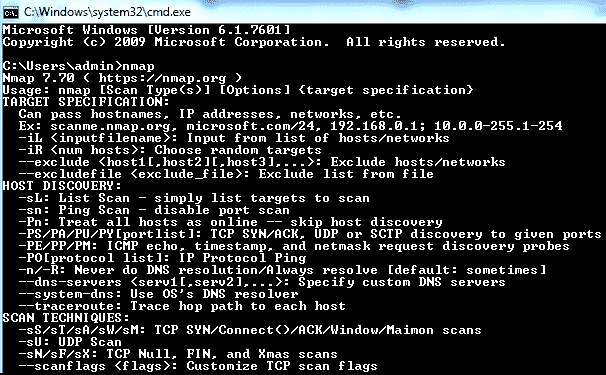 C:\Windows\system32\cmd.exe
Microsoft Windows [Version 6.1.7601]
Copyright (c) 2009 Microsoft Corporation.  All rights reserved.
C:\Users\admin>nmap
Nmap 7.70 ( https://nmap.org )
Usage: nmap [Scan Type(s)] [Options] {target specification}
TARGET SPECIFICATION:
  Can pass hostnames, IP addresses, networks, etc.
  Ex: scanme.nmap.org, microsoft.com/24, 192.168.0.1; 10.0.0-255.1-254
  -iL <inputfilename>: Input from list of hosts/networks
  -iR <num hosts>: Choose random targets
  --exclude <host1[,host2][,host3],...>: Exclude hosts/networks
  --excludefile <exclude_file>: Exclude list from file
HOST DISCOVERY:
  -sL: List Scan - simply list targets to scan
  -sn: Ping Scan - disable port scan
  -Pn: Treat all hosts as online -- skip host discovery
  -PS/PA/PU/PY[portlist]: TCP SYN/ACK, UDP or SCTP discovery to given ports
  -PE/PP/PM: ICMP echo, timestamp, and netmask request discovery probes
  -PO[protocol list]: IP Protocol Ping
  -n/-R: Never do DNS resolution/Always resolve [default: sometimes]
  --dns-servers <serv1[,serv2],...>: Specify custom DNS servers
  --system-dns: Use OS's DNS resolver
  --traceroute: Trace hop path to each host
SCAN TECHNIQUES:
  -sS/sT/sA/sW/sM: TCP SYN/Connect()/ACK/Window/Maimon scans
  -sU: UDP Scan
  -sN/sF/sX: TCP Null, FIN, and Xmas scans
  --scanflags <flags>: Customize TCP scan flags